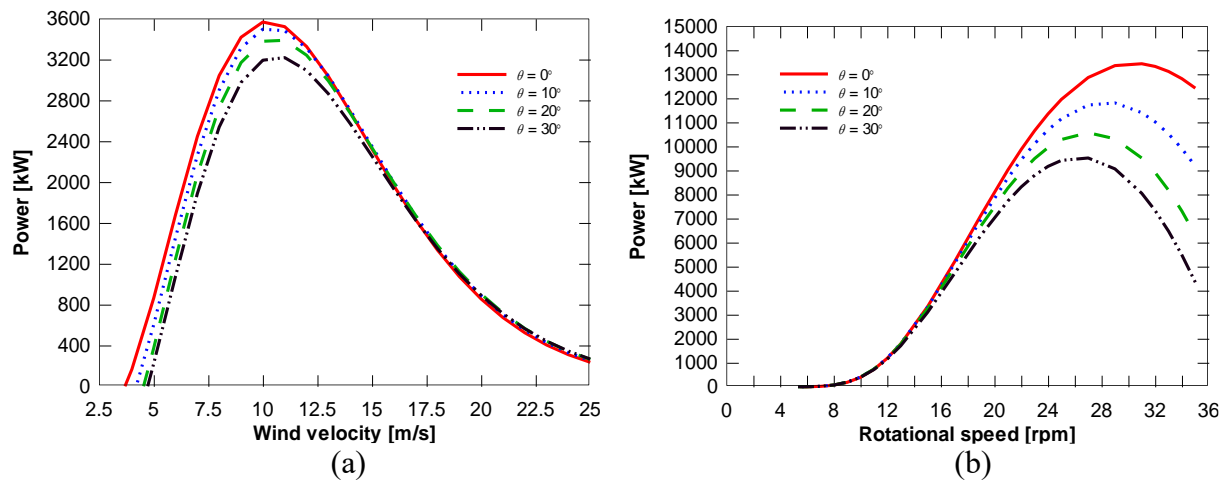 3600
3200
2800
2400
2000
1600
1200
800
400
0
Power [kW]
θ = 0°
θ = 10°
θ = 20°
θ = 30°
2.5 5 7.5 10 12.5 15 17.5 20 22.5 25
Wind velocity [m/s]
(a)
15000
14000
13000
12000
11000
10000
9000
8000
7000
6000
5000
4000
3000
2000
1000
0
Power [kW]
θ = 0°
θ = 10°
θ = 20°
θ = 30°
0 4 8 12 16 20 24 28 32 36
Rotational speed [rpm]
(b)